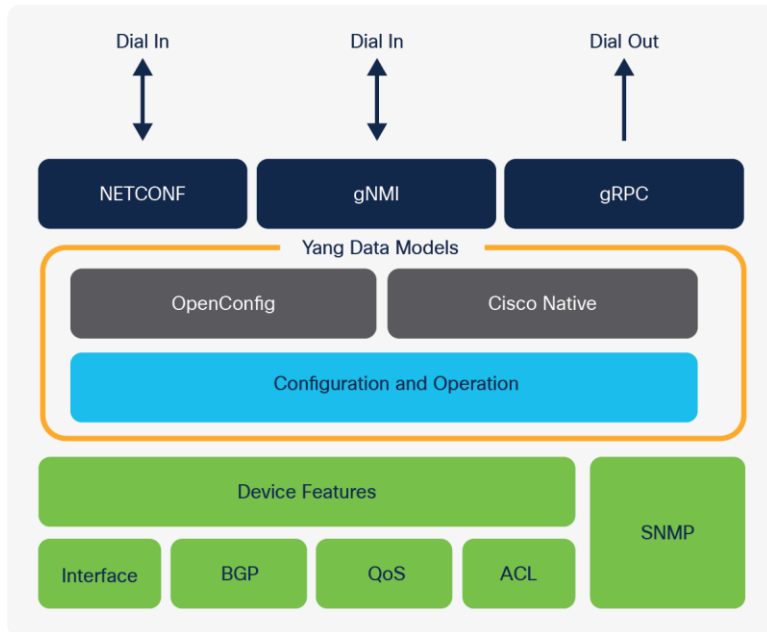 Dial In
Dial In
Dial Out
NETCONF
gNMI
gRPC
Yang Data Models
OpenConfig
Cisco Native
Configuration and Operation
Device Features
SNMP
Interface
BGP
QoS
ACL